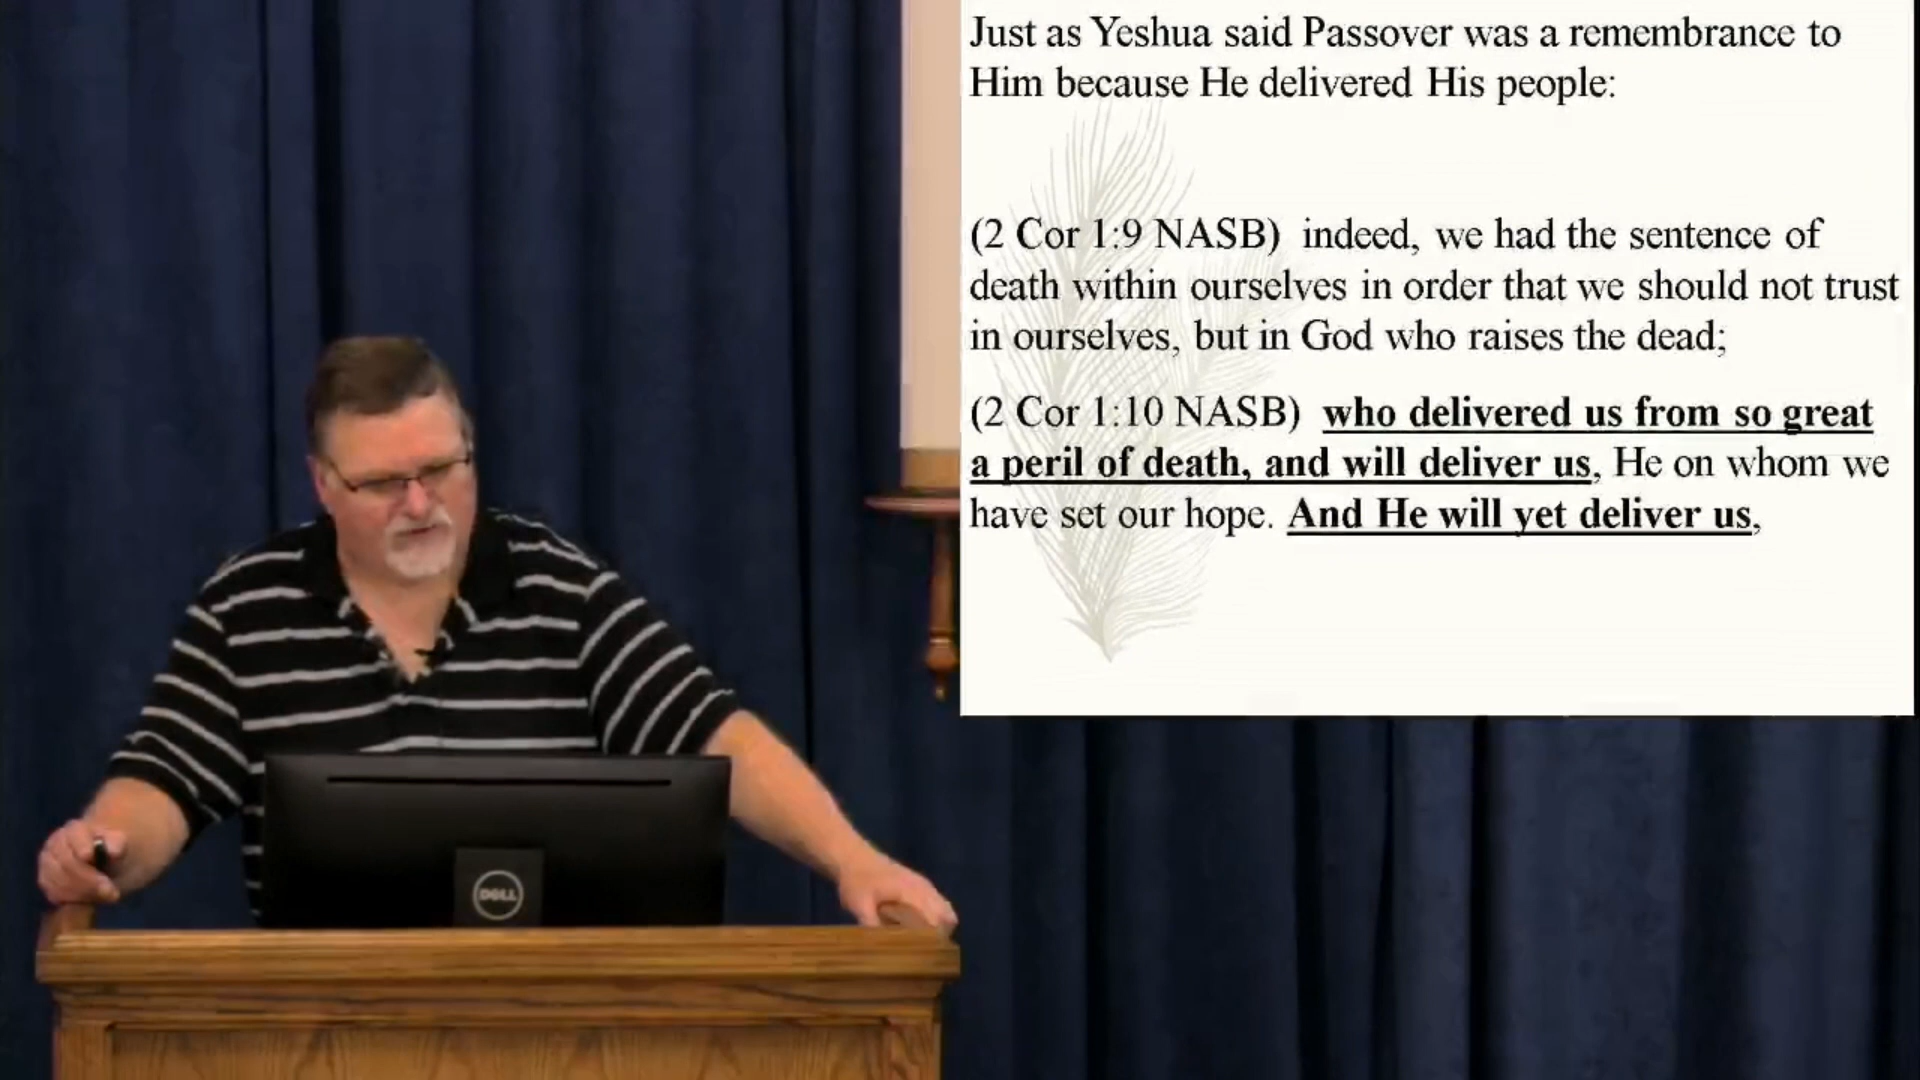 Just as Yeshua said Passover was a remembrance to
Him because He delivered His people:
(2 Cor 1:9 NASB) indeed, we had the sentence of
death within ourselves in order that we should not trust
in ourselves, but in God who raises the dead;
(2 Cor 1:10 NASB) who delivered us from so great
a peril of death, and will deliver us, He on whom we
have set our hope. And He will yet deliver us,
DELL